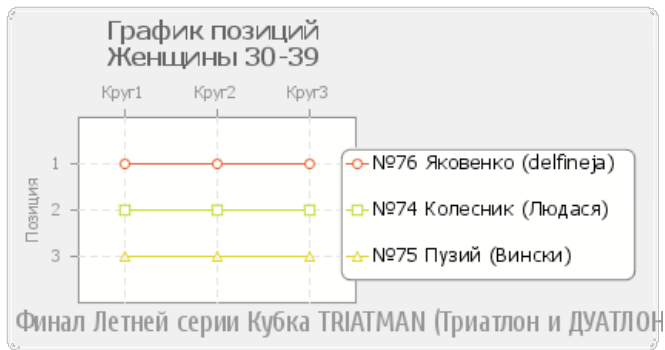 График позиций
Женщины 30-39
Круг1 Круг2 Круг3
Позиция
1 №76 Яковенко (delfineja)
2 №74 Колесник (Людася)
3 №75 Пузий (Вински)
Финал Летней серии Кубка TRIATMAN (Триатлон и ДУАТЛОН